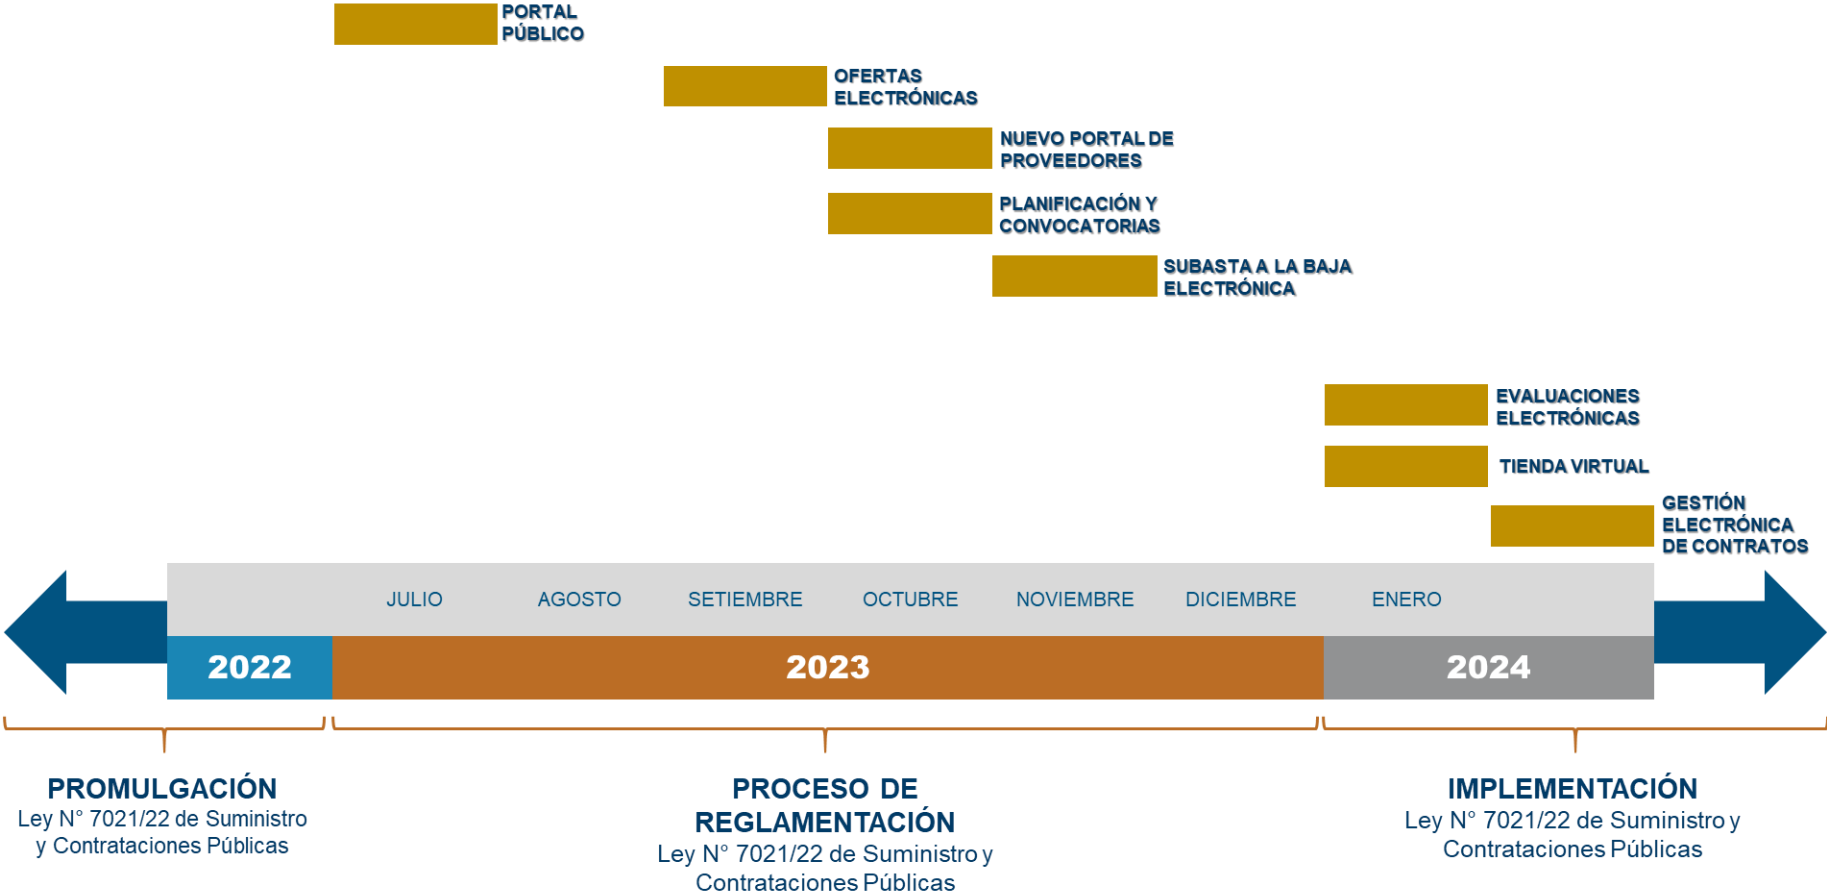 PORTAL
PÚBLICO
OFERTAS
ELECTRÓNICAS
NUEVO PORTAL DE
PROVEEDORES
PLANIFICACIÓN Y
CONVOCATORIAS
SUBASTA A LA BAJA
ELECTRÓNICA
EVALUACIONES
ELECTRÓNICAS
TIENDA VIRTUAL
GESTIÓN
ELECTRÓNICA
DE CONTRATOS
JULIO AGOSTO SETIEMBRE OCTUBRE NOVIEMBRE DICIEMBRE ENERO
2022 2023 2024
PROMULGACIÓN
Ley N° 7021/22 de Suministro
y Contrataciones Públicas
PROCESO DE
REGLAMENTACIÓN
Ley N° 7021/22 de Suministro y
Contrataciones Públicas
IMPLEMENTACIÓN
Ley N° 7021/22 de Suministro y
Contrataciones Públicas